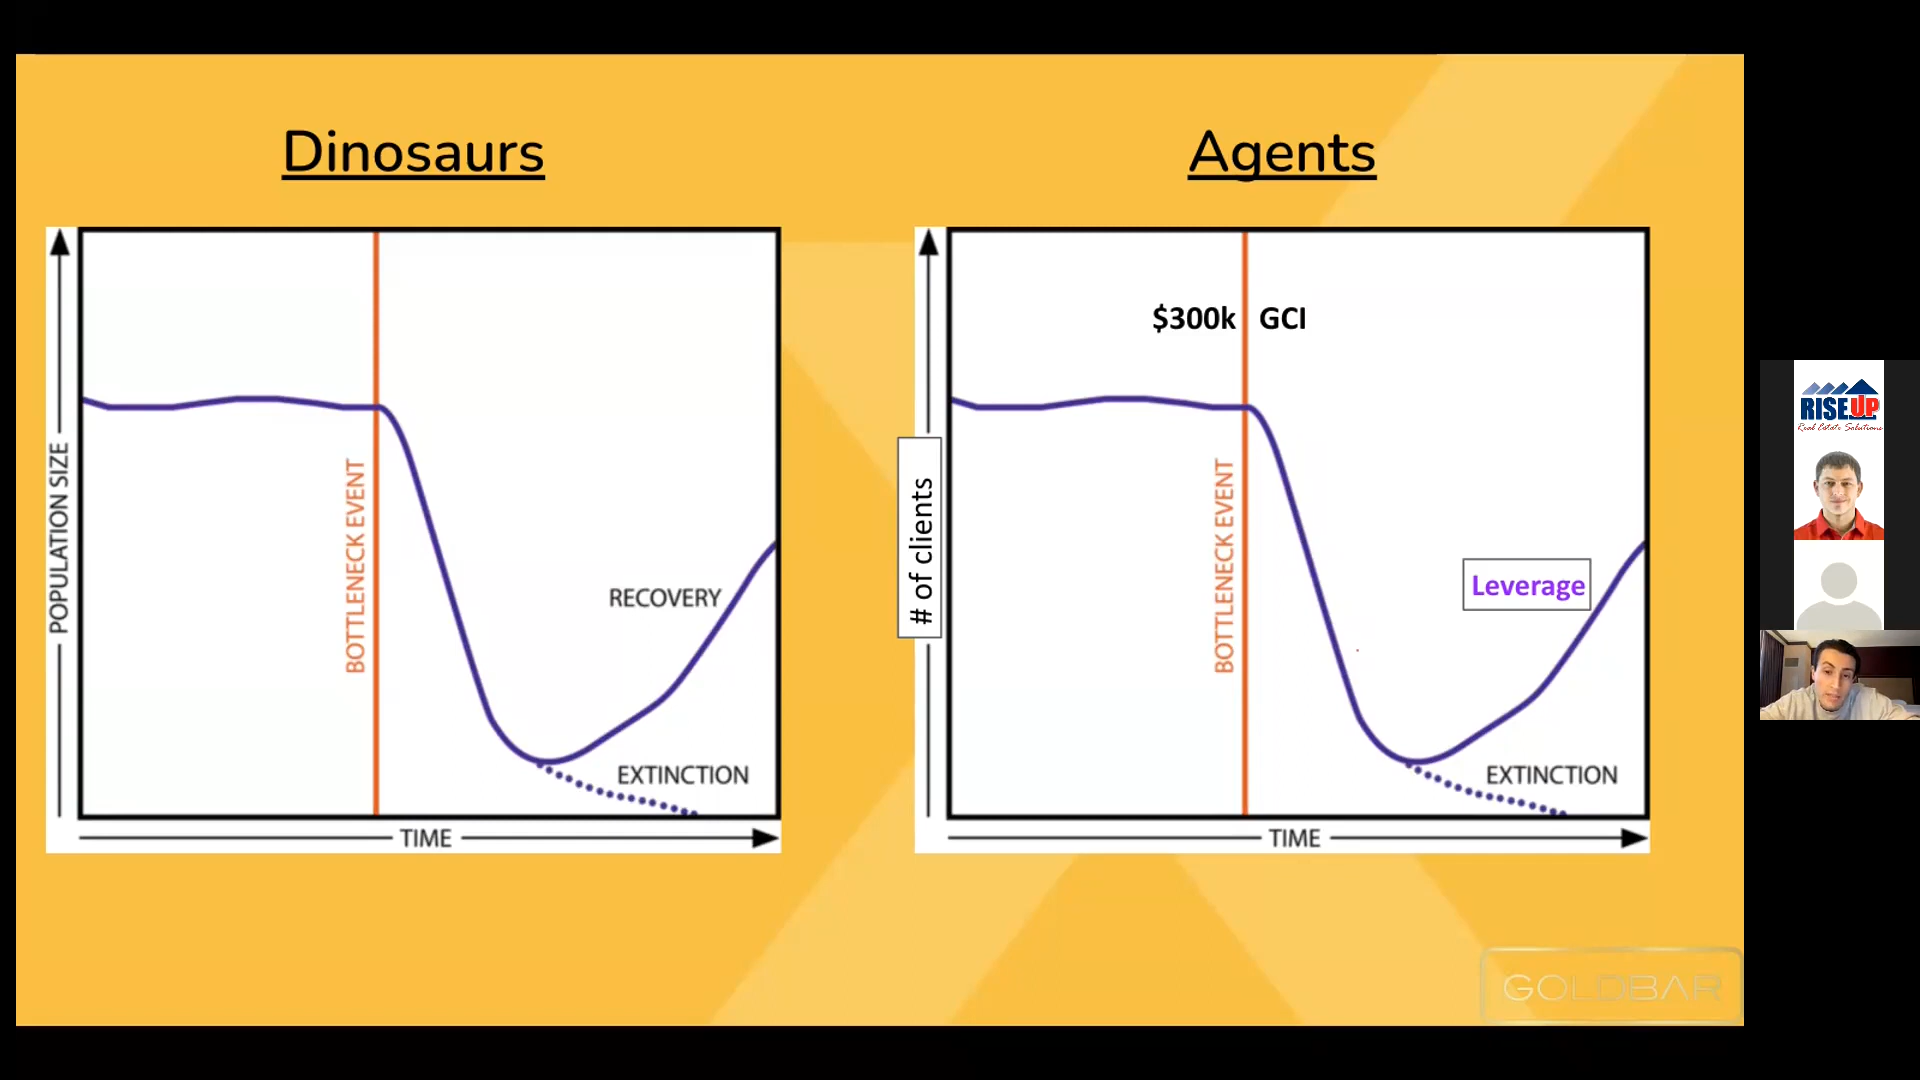 Dinosaurs
POPULATION SIZE
BOTTLENECK EVENT
RECOVERY
EXTINCTION
TIME
Agents
# of clients
$300k GCI
BOTTLENECK EVENT
Leverage
EXTINCTION
TIME
RISEUP
Real Estate Solutions
GOLDBAR